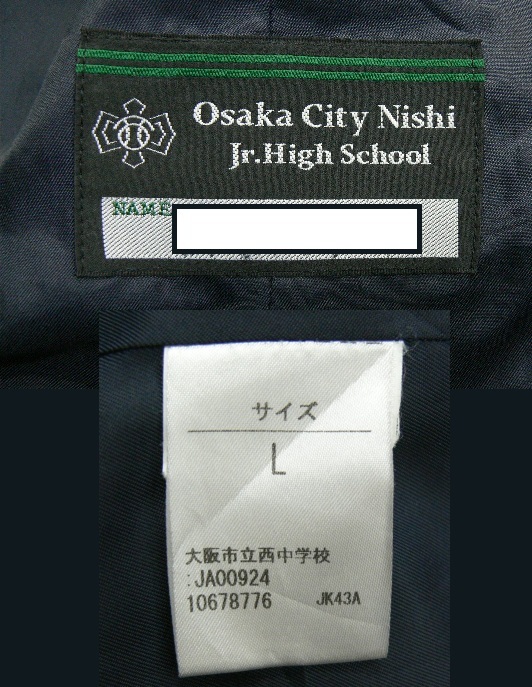 Osaka City Nishi
Jr.High School
NAME
サイズ
L
大阪市立西中学校
:JA00924
10678776 JK43A